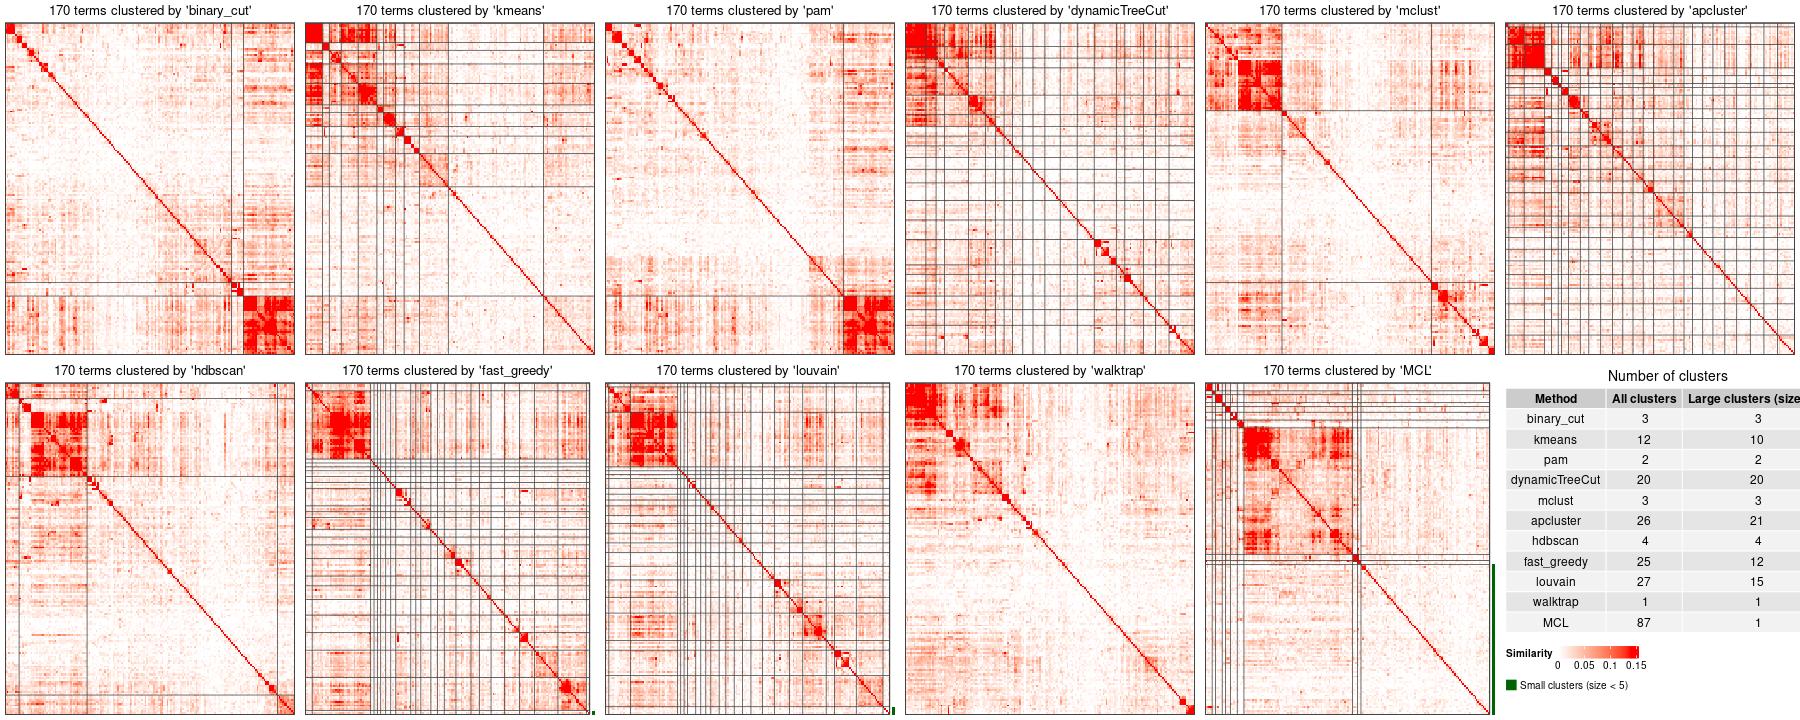 170 terms clustered by 'binary_cut'
170 terms clustered by 'kmeans'
170 terms clustered by 'pam'
170 terms clustered by 'dynamicTreeCut'
170 terms clustered by 'mclust'
170 terms clustered by 'apcluster'
170 terms clustered by 'hdbscan'
170 terms clustered by 'fast_greedy'
170 terms clustered by 'louvain'
170 terms clustered by 'walktrap'
170 terms clustered by 'MCL'
Number of clusters
Method All clusters Large clusters (size
binary_cut 3 3
kmeans 12 10
pam 2 2
dynamicTreeCut 20 20
mclust 3 3
apcluster 26 21
hdbscan 4 4
fast_greedy 25 12
louvain 27 15
walktrap 1 1
MCL 87 1
Similarity
0 0.05 0.1 0.15
Small clusters (size < 5)